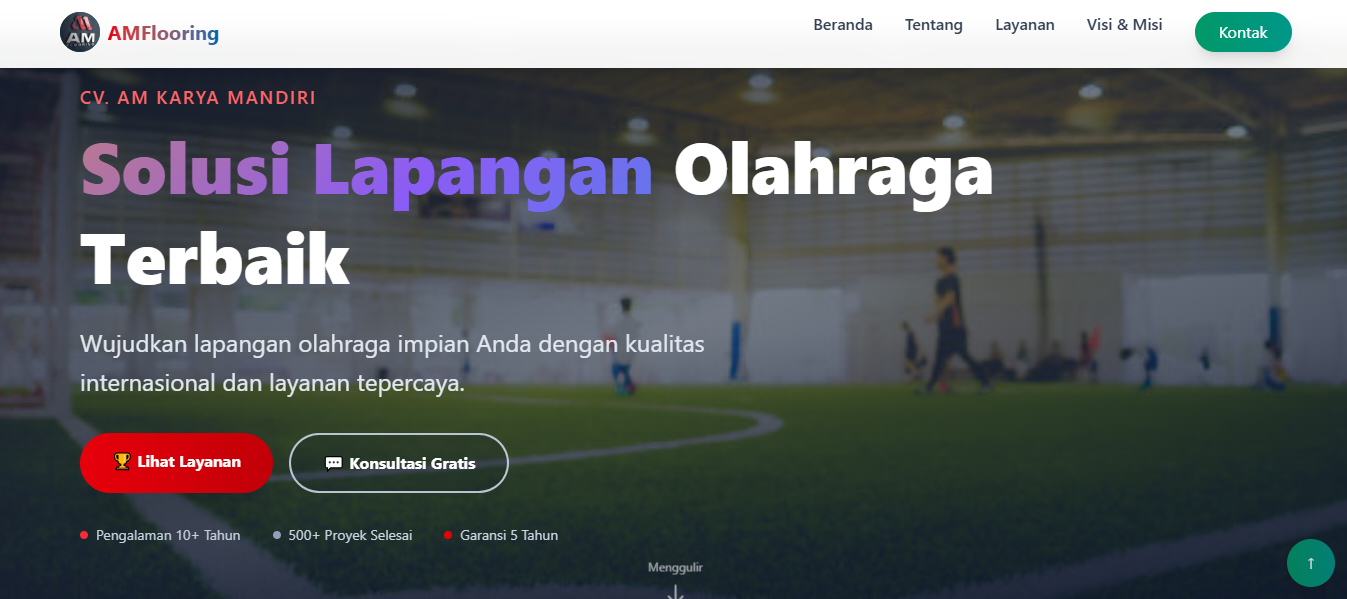 AM
AMFlooring
Beranda
Tentang
Layanan
Visi & Misi
Kontak
CV. AM KARYA MANDIRI
Solusi Lapangan Olahraga
Terbaik
Wujudkan lapangan olahraga impian Anda dengan kualitas
internasional dan layanan tepercaya.
🏆 Lihat Layanan
💬 Konsultasi Gratis
Pengalaman 10+ Tahun
500+ Proyek Selesai
Garansi 5 Tahun
Menggulir
↓
↑